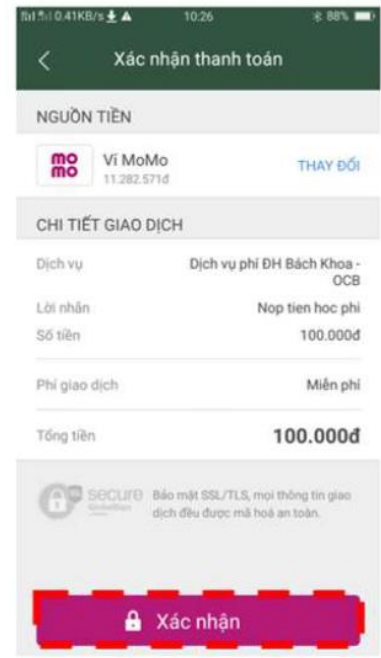 0.41KB/s 10:26 88%
Xác nhận thanh toán
NGUỒN TIỀN
mo
mo
Ví MoMo
11.282.571đ
THAY ĐỔI
CHI TIẾT GIAO DỊCH
Dịch vụ Dịch vụ phí ĐH Bách Khoa -
OCB
Lời nhắn Nop tien hoc phi
Số tiền 100.000đ
Phí giao dịch Miễn phí
Tổng tiền 100.000đ
secure
GlobalSign
Bảo mật SSL/TLS, mọi thông tin giao
dịch đều được mã hoá an toàn.
Xác nhận